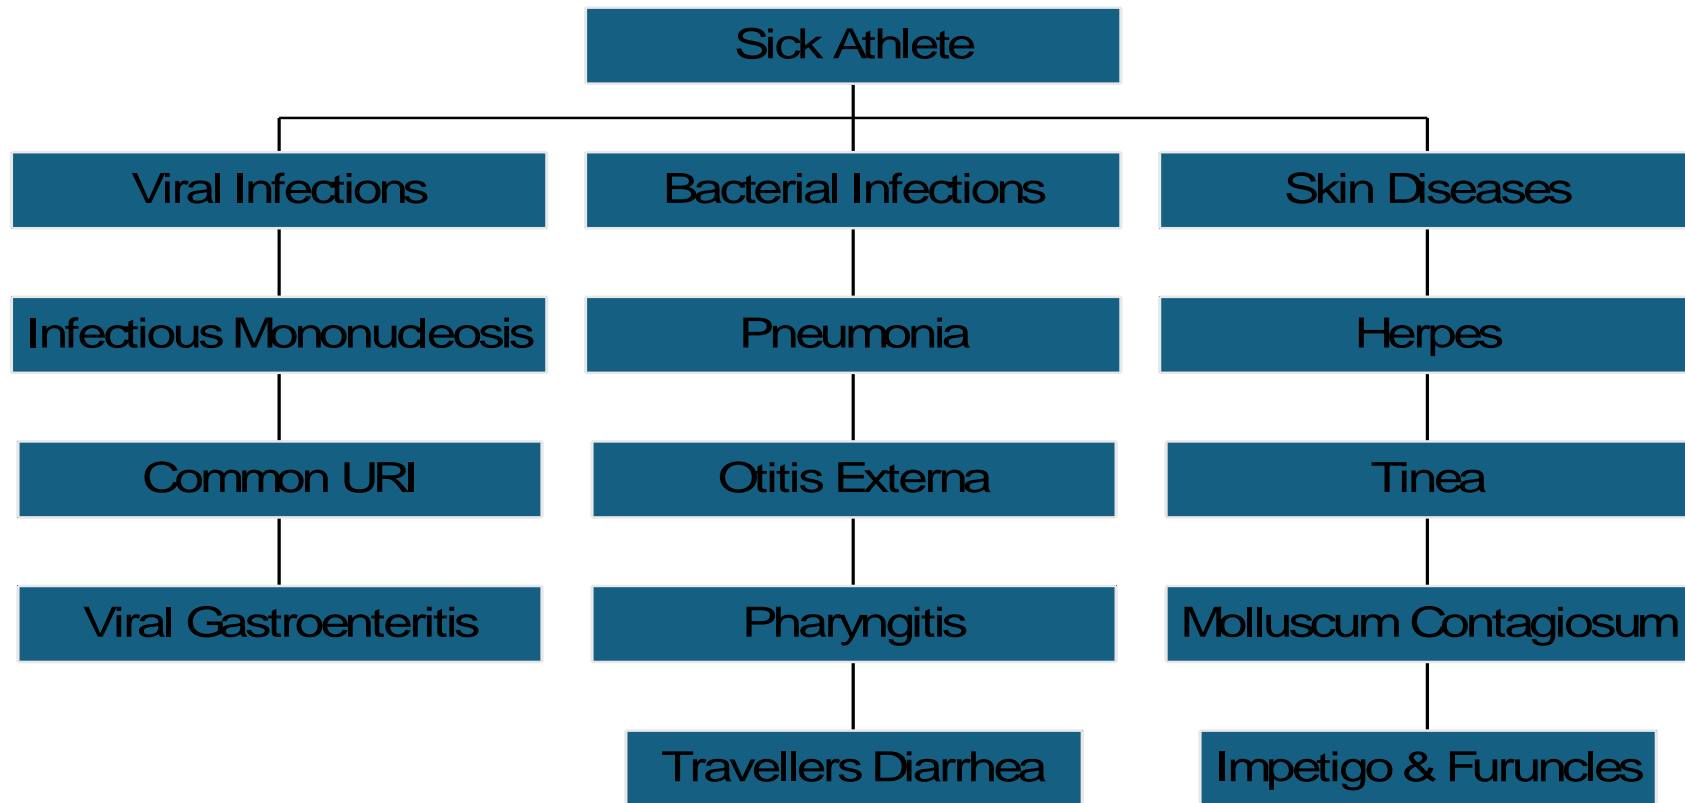 Sick Athlete
Viral Infections
Bacterial Infections
Skin Diseases
Infectious Mononucleosis
Pneumonia
Herpes
Common URI
Otitis Externa
Tinea
Viral Gastroenteritis
Pharyngitis
Molluscum Contagiosum
Travellers Diarrhea
Impetigo & Furuncles